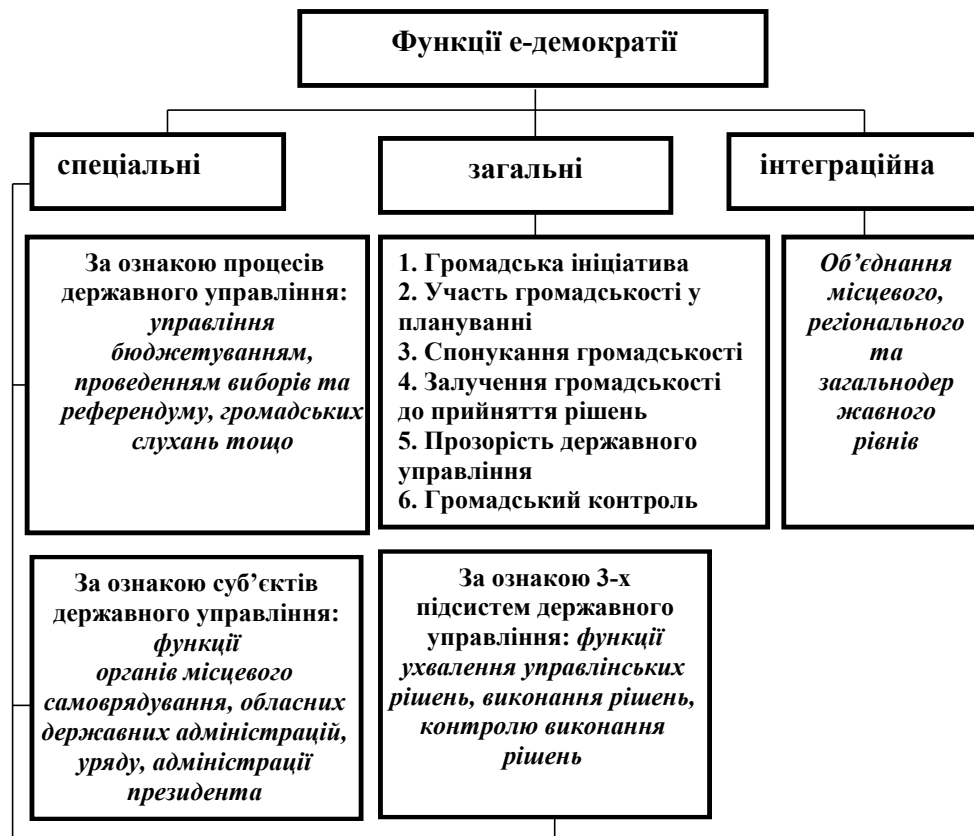 Функції е-демократії
спеціальні
загальні
інтеграційна
За ознакою процесів
державного управління:
управління
бюджетуванням,
проведенням виборів та
референдуму, громадських
слухань тощо
1. Громадська ініціатива
2. Участь громадськості у
плануванні
3. Спонукання громадськості
4. Залучення громадськості
до прийняття рішень
5. Прозорість державного
управління
6. Громадський контроль
Об’єднання
місцевого,
регіонального
та
загальнодер
жавного
рівнів
За ознакою суб’єктів
державного управління:
функції
органів місцевого
самоврядування, обласних
державних адміністрацій,
уряду, адміністрації
президента
За ознакою 3-х
підсистем державного
управління: функції
ухвалення управлінських
рішень, виконання рішень,
контролю виконання
рішень